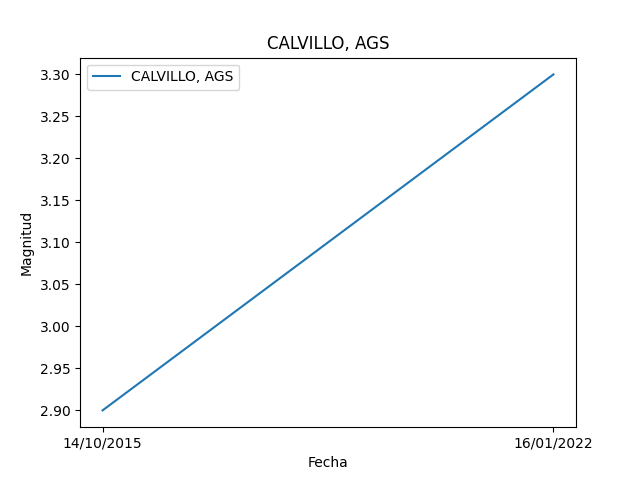 CALVILLO, AGS
CALVILLO, AGS
3.30
3.25
3.20
3.15
3.10
3.05
3.00
2.95
2.90
Magnitud
14/10/2015 16/01/2022
Fecha